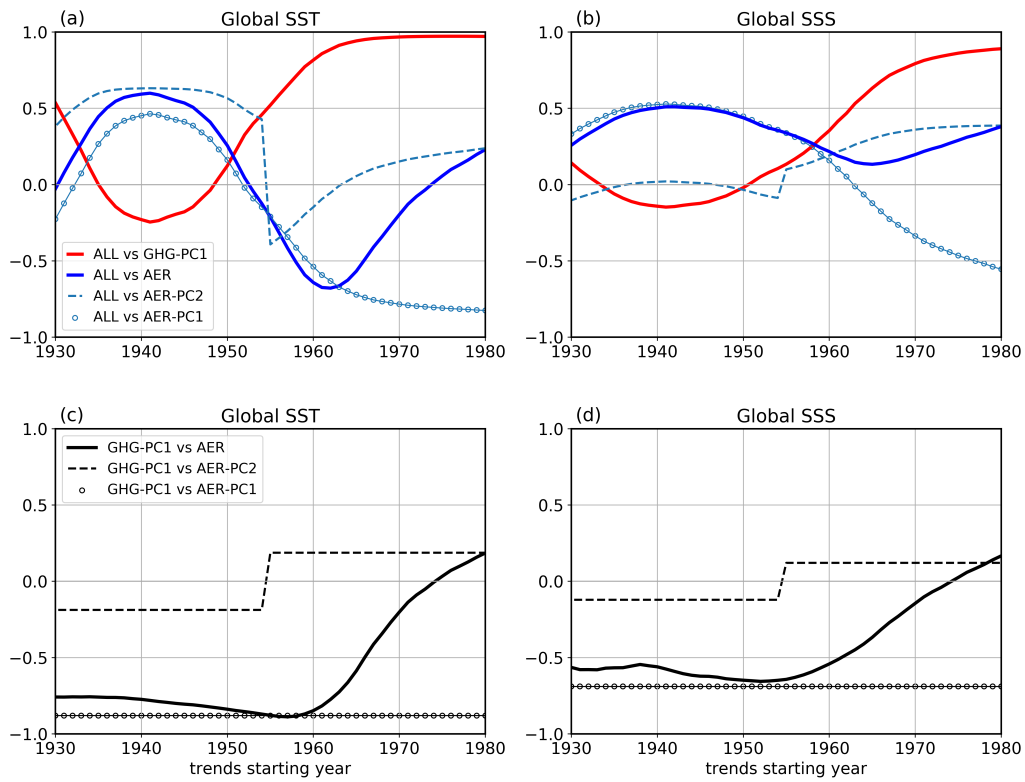 (a) Global SST
1.0
0.5
0.0
−0.5
−1.0
1930 1940 1950 1960 1970 1980
ALL vs GHG-PC1
ALL vs AER
ALL vs AER-PC2
ALL vs AER-PC1
(b) Global SSS
1.0
0.5
0.0
−0.5
−1.0
1930 1940 1950 1960 1970 1980
(c) Global SST
1.0
0.5
0.0
−0.5
−1.0
1930 1940 1950 1960 1970 1980
trends starting year
GHG-PC1 vs AER
GHG-PC1 vs AER-PC2
GHG-PC1 vs AER-PC1
(d) Global SSS
1.0
0.5
0.0
−0.5
−1.0
1930 1940 1950 1960 1970 1980
trends starting year